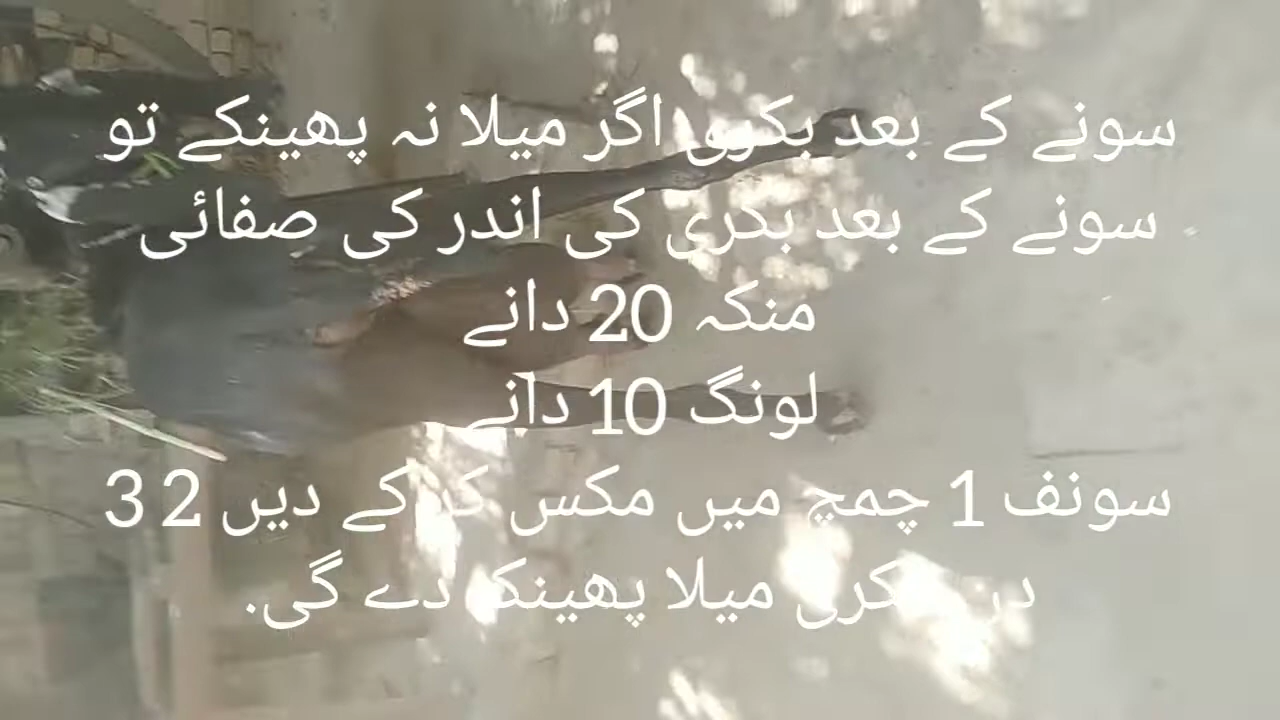 سونے کے بعد بکری اگر میلا نہ پھینکے تو
سونے کے بعد بکری کی اندر کی صفائی
منکہ 20 دانے
لونگ 10 دانے
سونف 1 چمچ میں مکس کر کے دیں 2 3
بکری میلا پھینک دے گی.